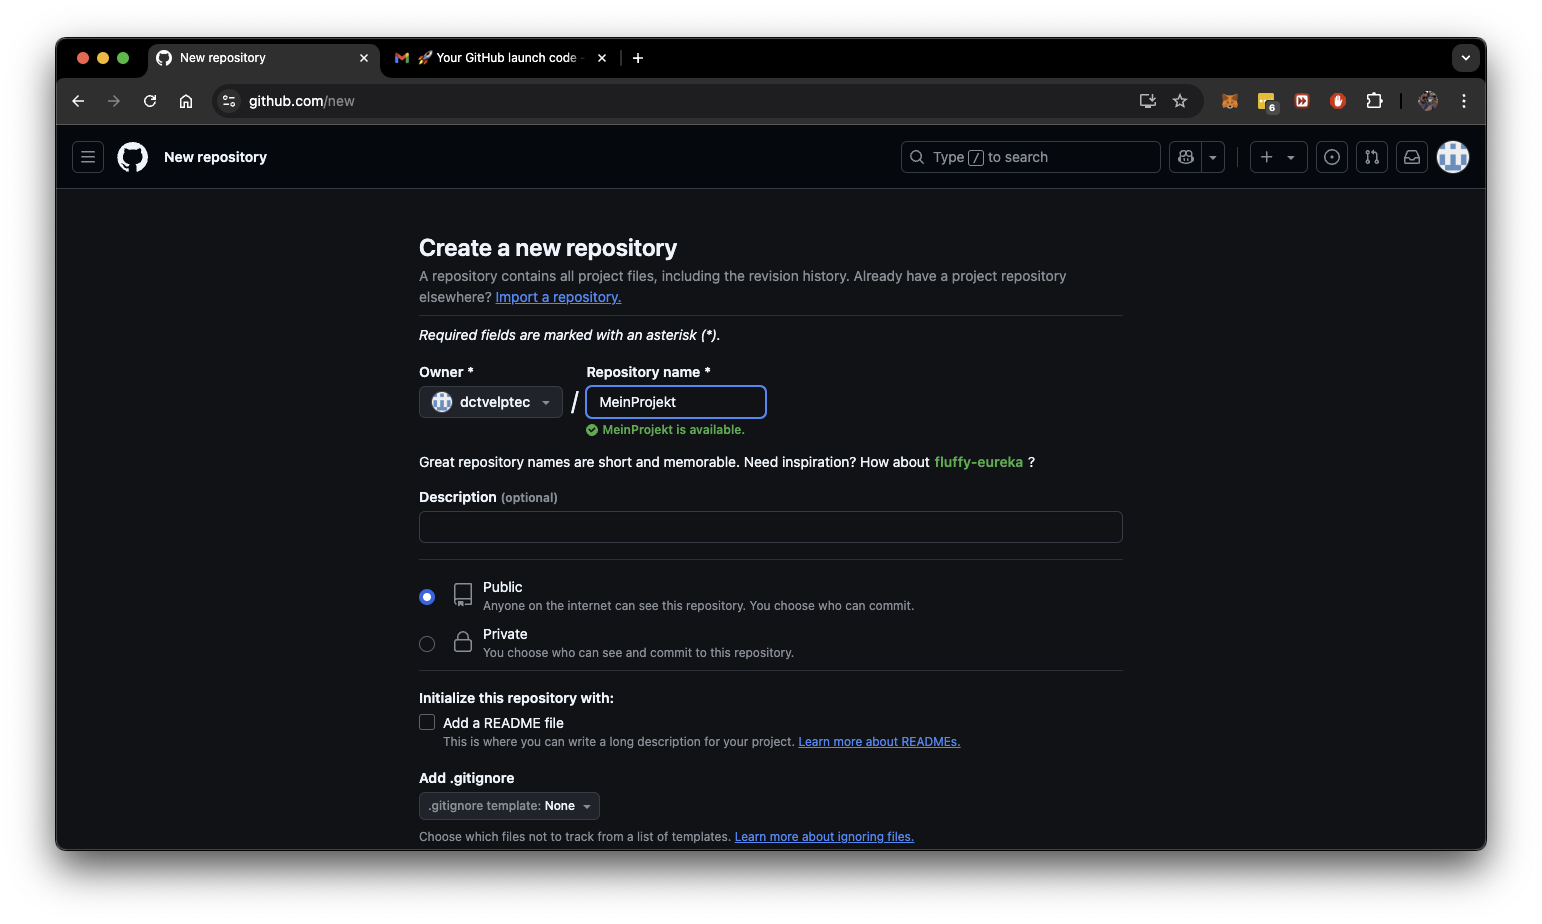 New repository
🚀 Your GitHub launch code -
github.com/new
6
New repository
Type / to search
Create a new repository
A repository contains all project files, including the revision history. Already have a project repository
elsewhere? Import a repository.
Required fields are marked with an asterisk (*).
Owner * Repository name *
dctvelptec / MeinProjekt
MeinProjekt is available.
Great repository names are short and memorable. Need inspiration? How about fluffy-eureka ?
Description (optional)
Public
Anyone on the internet can see this repository. You choose who can commit.
Private
You choose who can see and commit to this repository.
Initialize this repository with:
Add a README file
This is where you can write a long description for your project. Learn more about READMEs.
Add .gitignore
.gitignore template: None
Choose which files not to track from a list of templates. Learn more about ignoring files.